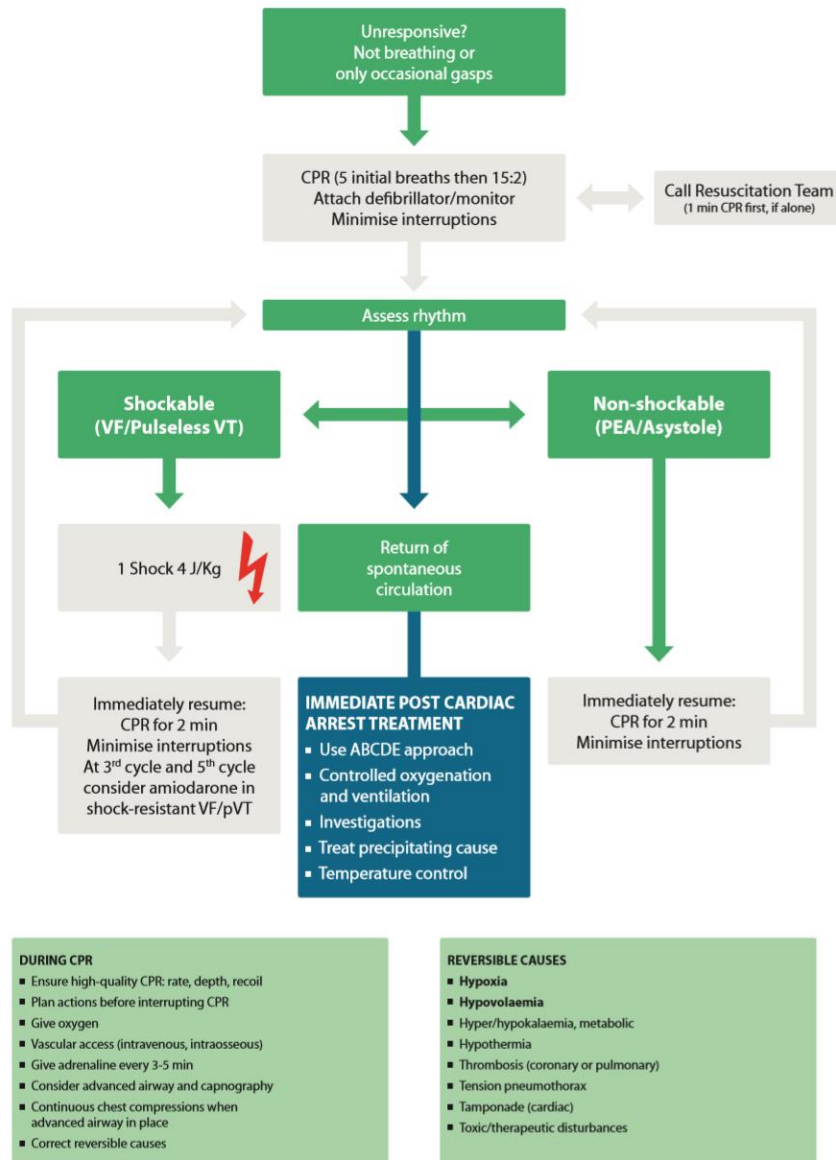 Unresponsive?
Not breathing or
only occasional gasps
CPR (5 initial breaths then 15:2)
Attach defibrillator/monitor
Minimise interruptions
Call Resuscitation Team
(1 min CPR first, if alone)
Assess rhythm
Shockable
(VF/Pulseless VT)
Non-shockable
(PEA/Asystole)
1 Shock 4 J/Kg
Return of
spontaneous
circulation
Immediately resume:
CPR for 2 min
Minimise interruptions
At 3rd cycle and 5th cycle
consider amiodarone in
shock-resistant VF/pVT
IMMEDIATE POST CARDIAC
ARREST TREATMENT
▪ Use ABCDE approach
▪ Controlled oxygenation
and ventilation
▪ Investigations
▪ Treat precipitating cause
▪ Temperature control
Immediately resume:
CPR for 2 min
Minimise interruptions
DURING CPR
▪ Ensure high-quality CPR: rate, depth, recoil
▪ Plan actions before interrupting CPR
▪ Give oxygen
▪ Vascular access (intravenous, intraosseous)
▪ Give adrenaline every 3-5 min
▪ Consider advanced airway and capnography
▪ Continuous chest compressions when
advanced airway in place
▪ Correct reversible causes
REVERSIBLE CAUSES
▪ Hypoxia
▪ Hypovolaemia
▪ Hyper/hypokalaemia, metabolic
▪ Hypothermia
▪ Thrombosis (coronary or pulmonary)
▪ Tension pneumothorax
▪ Tamponade (cardiac)
▪ Toxic/therapeutic disturbances